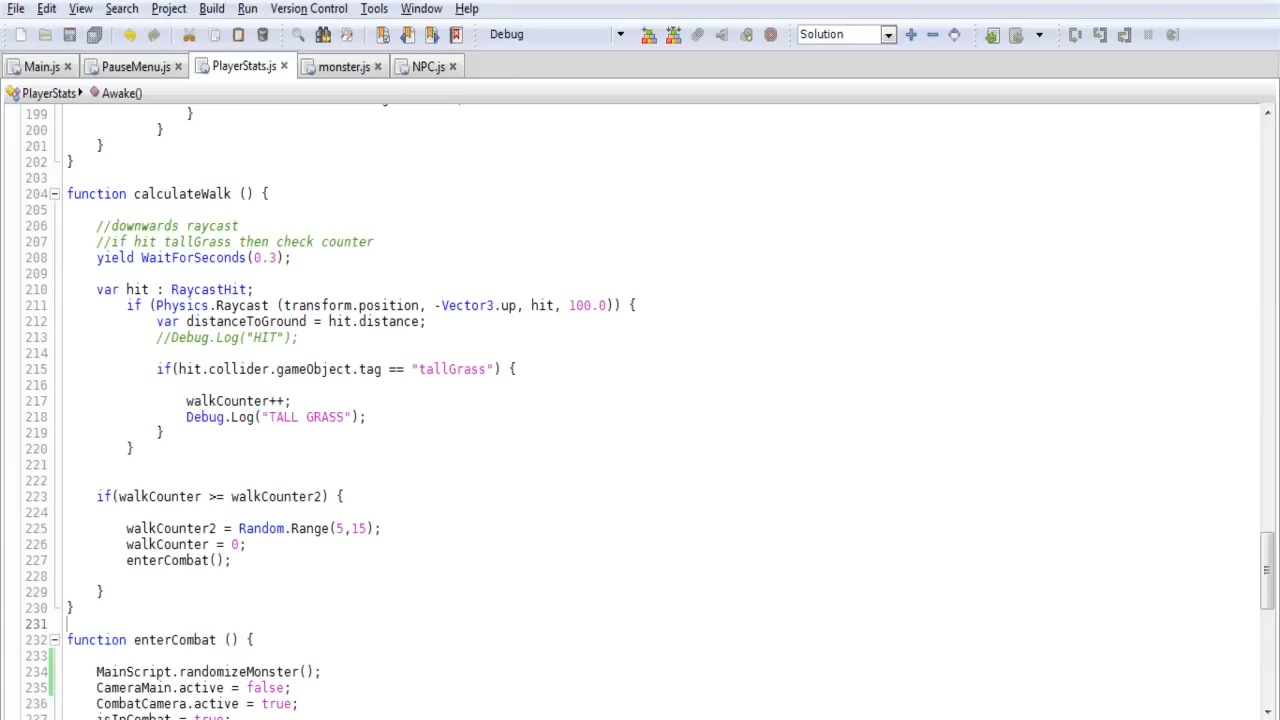 File Edit View Search Project Build Run Version Control Tools Window Help
Debug Solution
Main.js PauseMenu.js PlayerStats.js monster.js NPC.js
PlayerStats Awake()
199 }
200 }
201 }
202 }
203
204 function calculateWalk () {
205
206 //downwards raycast
207 //if hit tallGrass then check counter
208 yield WaitForSeconds(0.3);
209
210 var hit : RaycastHit;
211 if (Physics.Raycast (transform.position, -Vector3.up, hit, 100.0)) {
212 var distanceToGround = hit.distance;
213 //Debug.Log("HIT");
214
215 if(hit.collider.gameObject.tag == "tallGrass") {
216
217 walkCounter++;
218 Debug.Log("TALL GRASS");
219 }
220 }
221
222
223 if(walkCounter >= walkCounter2) {
224
225 walkCounter2 = Random.Range(5,15);
226 walkCounter = 0;
227 enterCombat();
228
229 }
230 }
231
232 function enterCombat () {
233
234 MainScript.randomizeMonster();
235 CameraMain.active = false;
236 CombatCamera.active = true;
237 isInCombat = true;